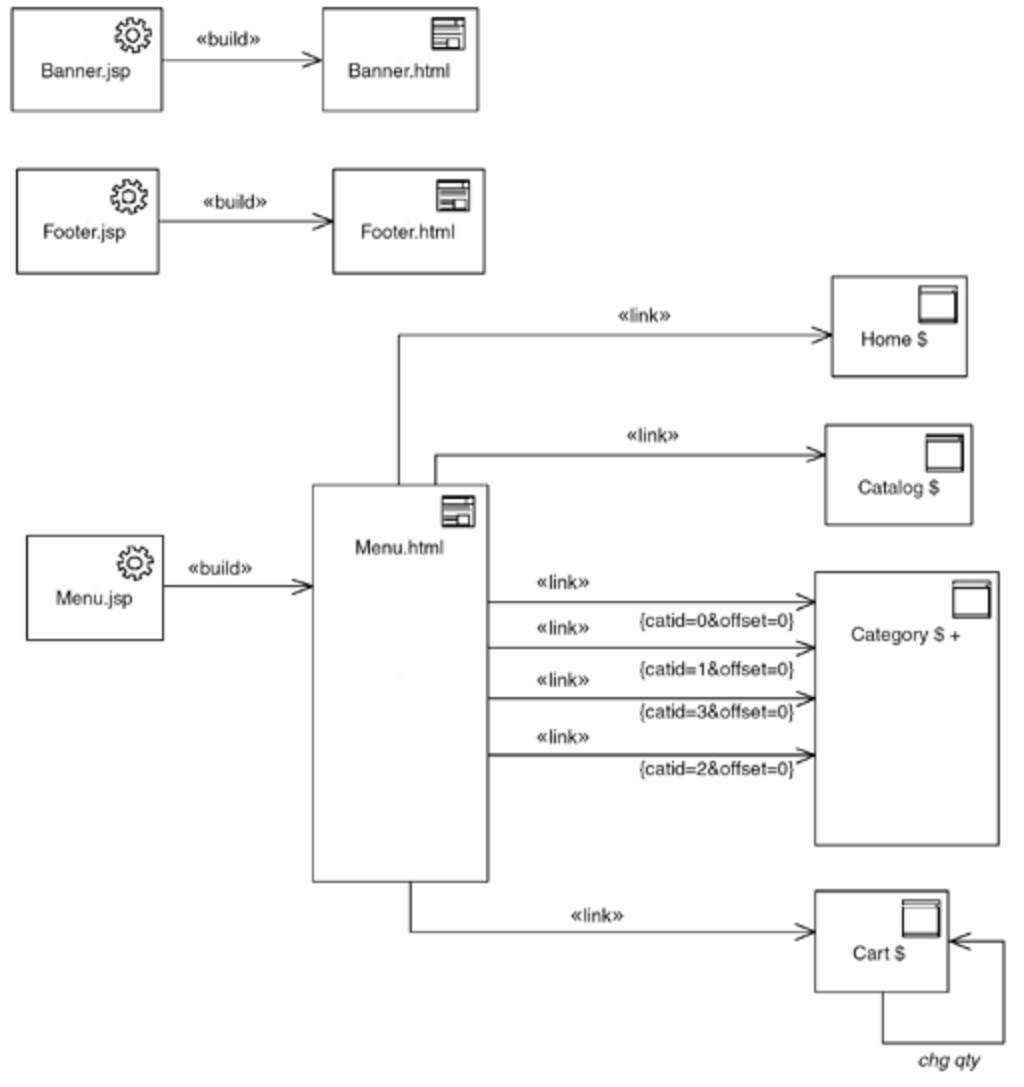 «build»
Banner.jsp
Banner.html
«build»
Footer.jsp
Footer.html
«link»
Home $
«link»
Catalog $
Menu.html
«build»
Menu.jsp
«link»
{catid=0&offset=0}
Category $ +
«link»
{catid=1&offset=0}
«link»
{catid=3&offset=0}
«link»
{catid=2&offset=0}
«link»
Cart $
chg qty